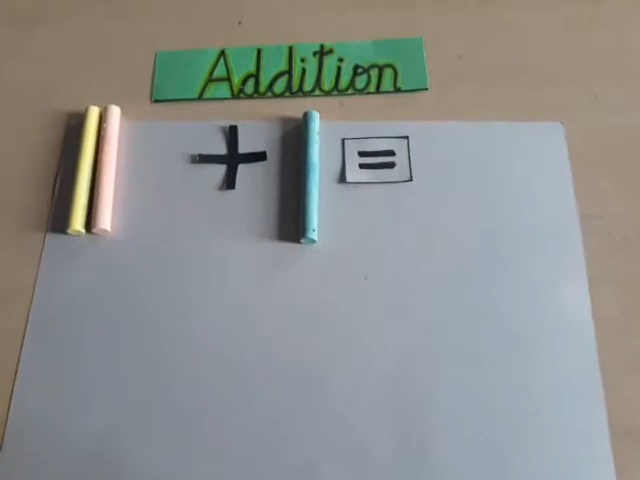 Addition
+ =